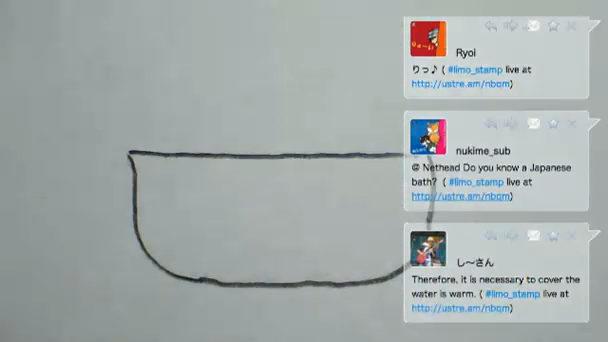 Ryoi
りっ♪ ( #limo_stamp live at
http://ustre.am/nbqm)
nukime_sub
@ Nethead Do you know a Japanese
bath? ( #limo_stamp live at
http://ustre.am/nbqm)
し〜さん
Therefore, it is necessary to cover the
water is warm. ( #limo_stamp live at
http://ustre.am/nbqm)